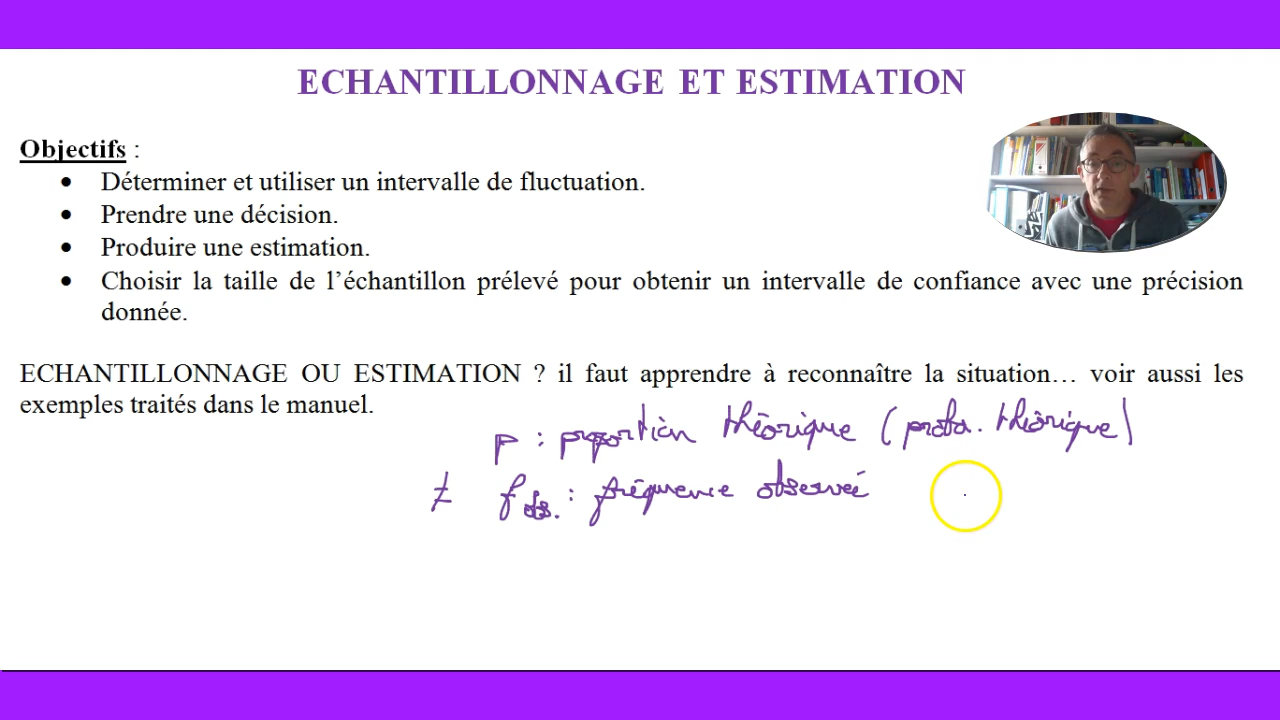 ECHANTILLONNAGE ET ESTIMATION
Objectifs :
• Déterminer et utiliser un intervalle de fluctuation.
• Prendre une décision.
• Produire une estimation.
• Choisir la taille de l’échantillon prélevé pour obtenir un intervalle de confiance avec une précision
donnée.
ECHANTILLONNAGE OU ESTIMATION ? il faut apprendre à reconnaître la situation… voir aussi les
exemples traités dans le manuel.
p : proportion théorique (proba. théorique)
≠ f obs. : fréquence observée